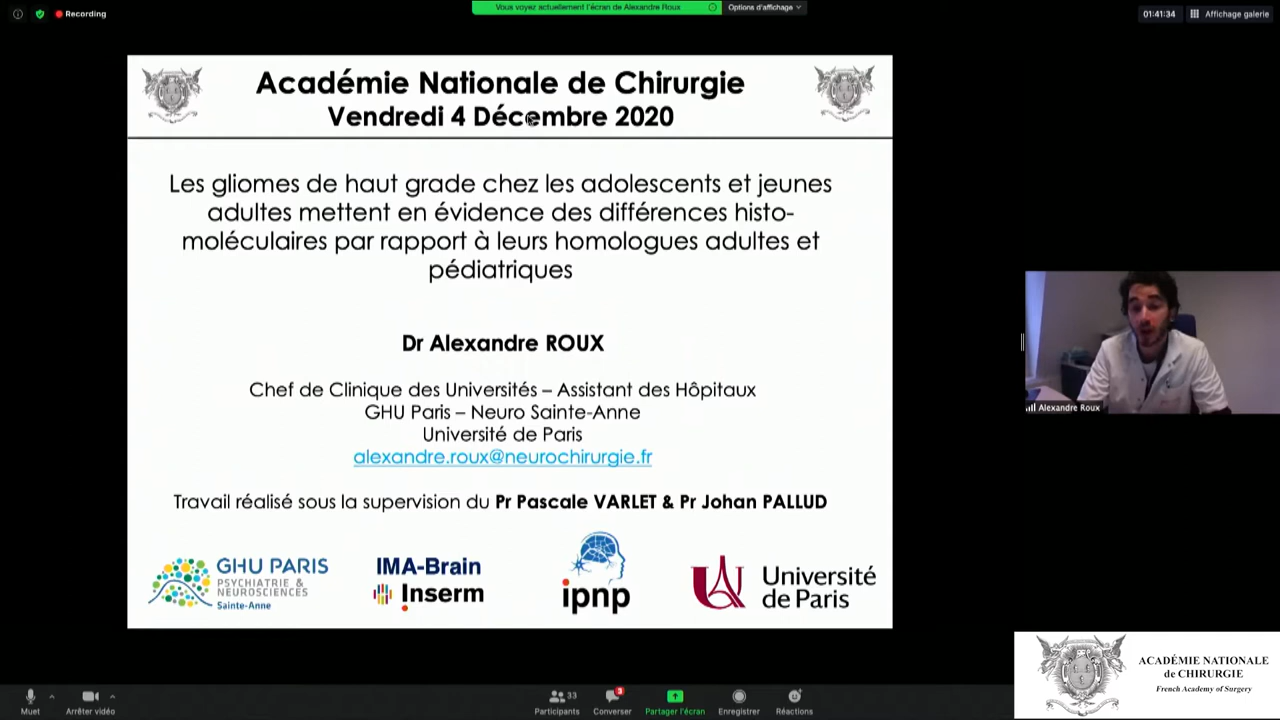 Recording
Vous voyez actuellement l'écran de Alexandre Roux
Options d'affichage
01:41:34
Affichage galerie
Académie Nationale de Chirurgie
Vendredi 4 Décembre 2020
Les gliomes de haut grade chez les adolescents et jeunes
adultes mettent en évidence des différences histo-
moléculaires par rapport à leurs homologues adultes et
pédiatriques
Dr Alexandre ROUX
Chef de Clinique des Universités – Assistant des Hôpitaux
GHU Paris – Neuro Sainte-Anne
Université de Paris
alexandre.roux@neurochirurgie.fr
Travail réalisé sous la supervision du Pr Pascale VARLET & Pr Johan PALLUD
GHU PARIS
PSYCHIATRIE &
NEUROSCIENCES
Sainte-Anne
IMA-Brain
Inserm
ipnp
Université
de Paris
Alexandre Roux
ACADÉMIE NATIONALE
de CHIRURGIE
French Academy of Surgery
Muet
Arrêter vidéo
33
Participants
3
Converser
Partager l'écran
Enregistrer
Réactions